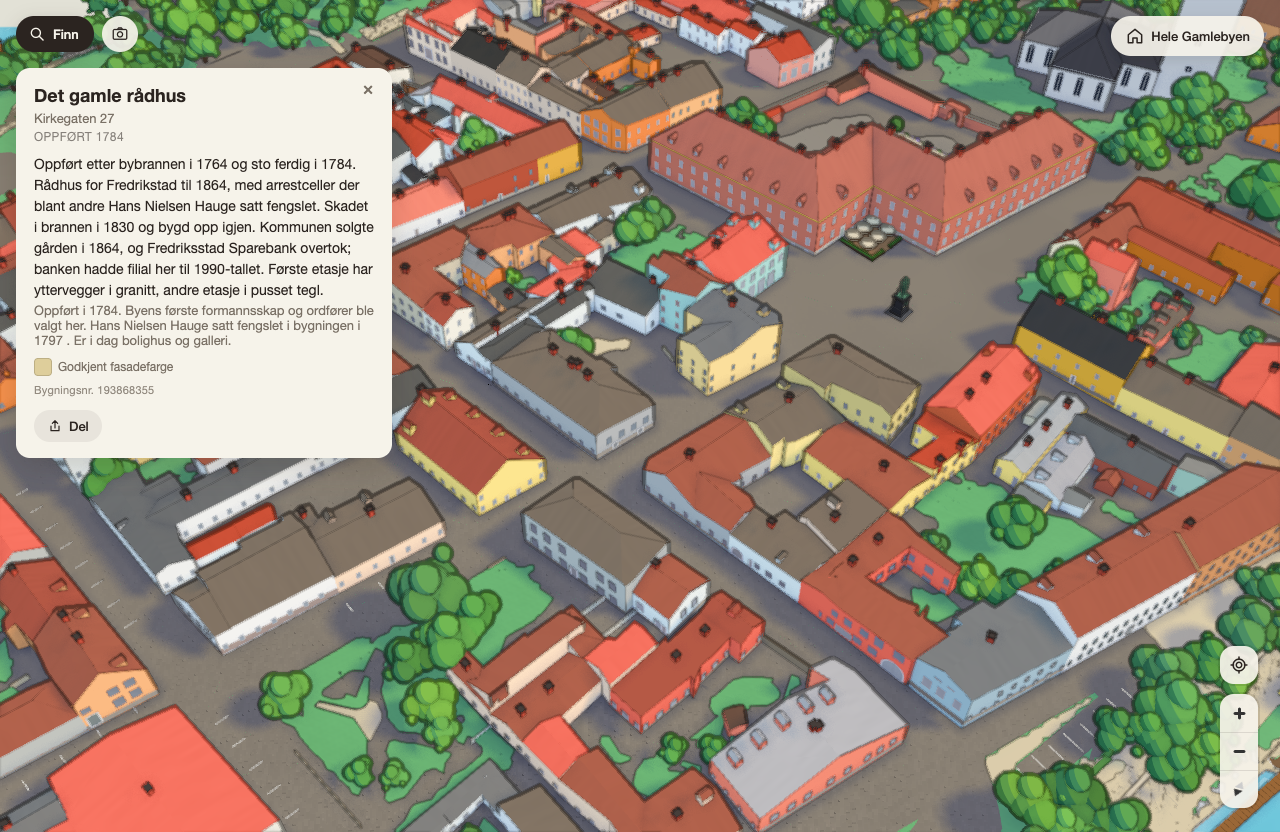 Finn
Hele Gamlebyen
Det gamle rådhus
Kirkegaten 27
OPPFØRT 1784
Oppført etter bybrannen i 1764 og sto ferdig i 1784.
Rådhus for Fredrikstad til 1864, med arrestceller der
blant andre Hans Nielsen Hauge satt fengslet. Skadet
i brannen i 1830 og bygd opp igjen. Kommunen solgte
gården i 1864, og Fredriksstad Sparebank overtok;
banken hadde filial her til 1990-tallet. Første etasje har
yttervegger i granitt, andre etasje i pusset tegl.
Oppført i 1784. Byens første formannsskap og ordfører ble
valgt her. Hans Nielsen Hauge satt fengslet i bygningen i
1797 . Er i dag bolighus og galleri.
Godkjent fasadefarge
Bygningsnr. 193868355
Del